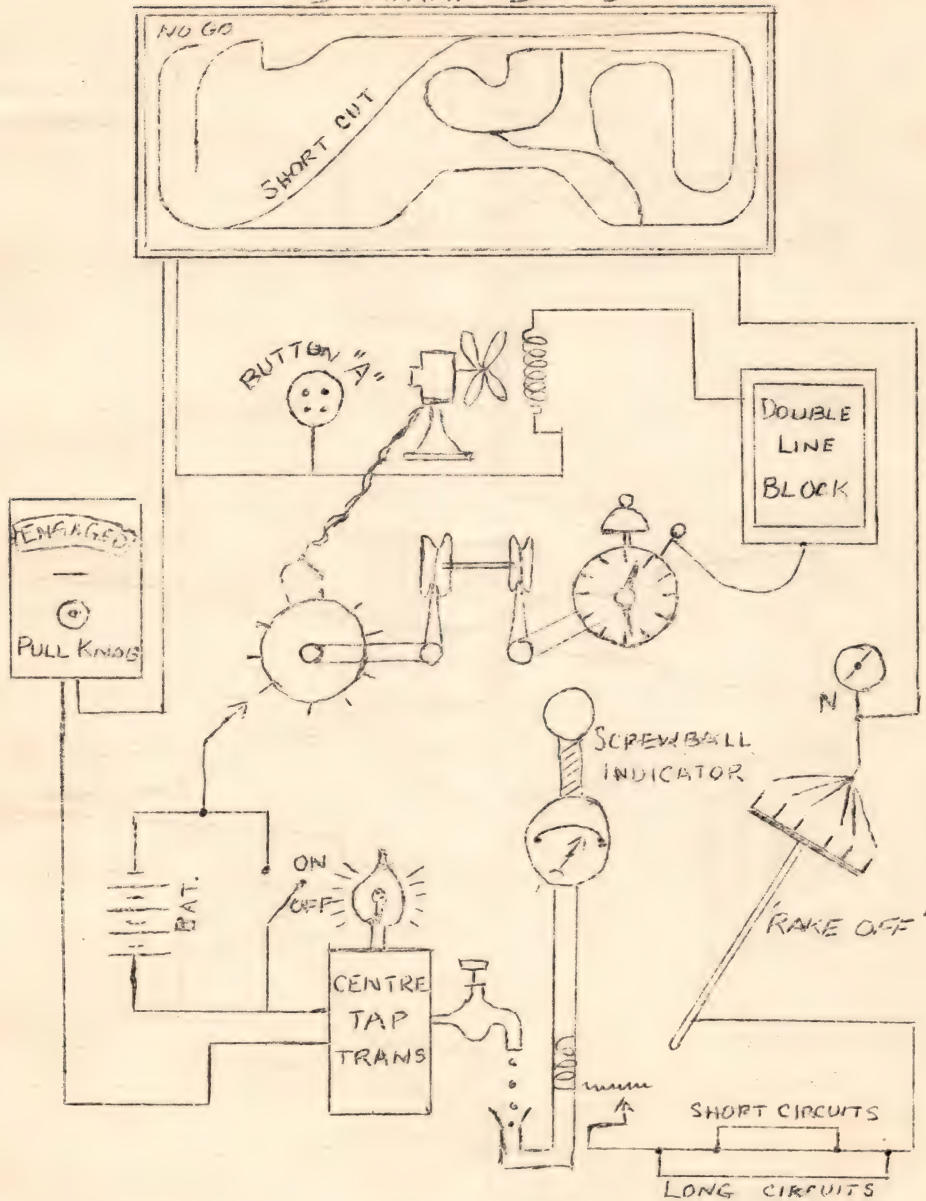 NO GO
SHORT CUT
BUTTON "A"
DOUBLE
LINE
BLOCK
ENGAGED
PULL KNOB
N
SCREWBALL
INDICATOR
BAT.
ON
OFF
"RAKE OFF"
CENTRE
TAP
TRANS
SHORT CIRCUITS
LONG CIRCUITS